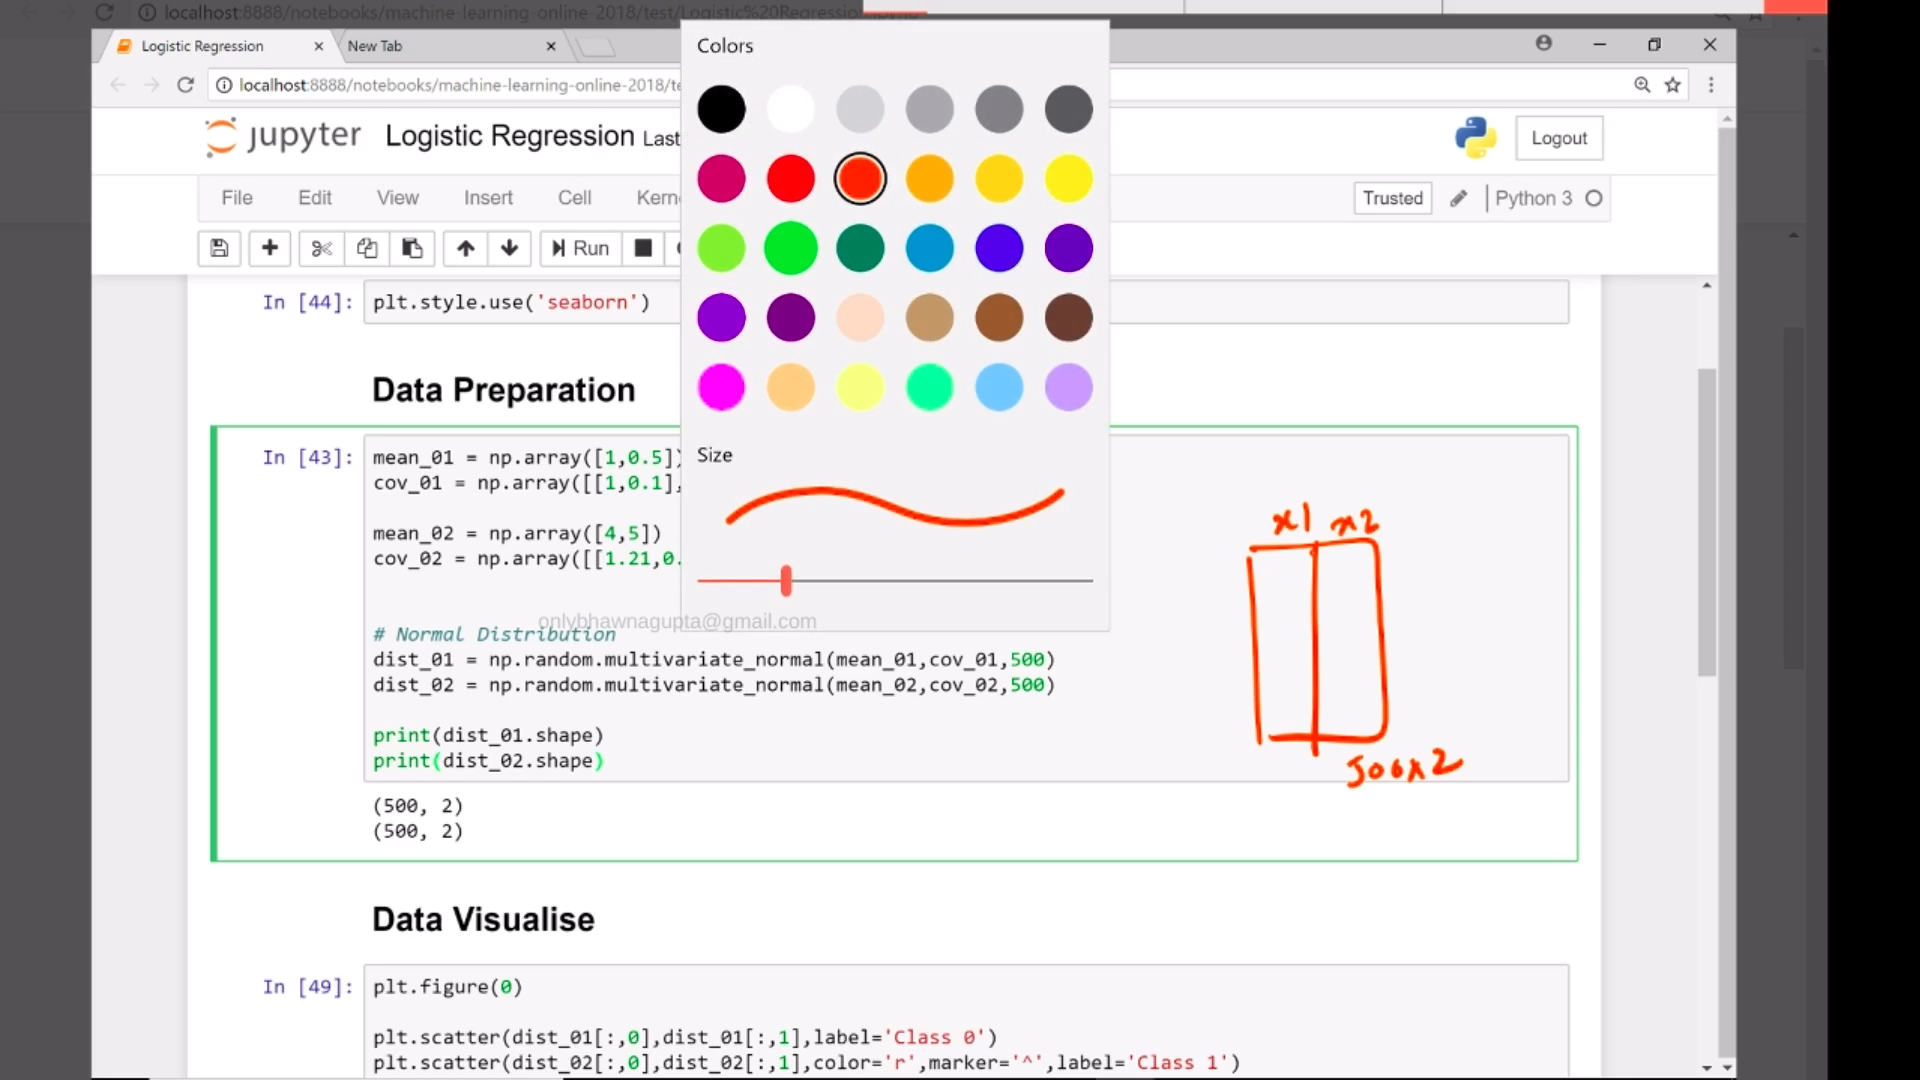 localhost:8888/notebooks/machine-learning-online-2018/test/Logistic%20Regression.ipynb
Logistic Regression
New Tab
localhost:8888/notebooks/machine-learning-online-2018/te
jupyter Logistic Regression Last
Logout
File Edit View Insert Cell Kern
Trusted Python 3
Run
Colors
Size
In [44]: plt.style.use('seaborn')
Data Preparation
In [43]: mean_01 = np.array([1,0.5])
cov_01 = np.array([[1,0.1],
mean_02 = np.array([4,5])
cov_02 = np.array([[1.21,0.
onlybhawnagupta@gmail.com
# Normal Distribution
dist_01 = np.random.multivariate_normal(mean_01,cov_01,500)
dist_02 = np.random.multivariate_normal(mean_02,cov_02,500)
print(dist_01.shape)
print(dist_02.shape)
x1 x2
500x2
(500, 2)
(500, 2)
Data Visualise
In [49]: plt.figure(0)
plt.scatter(dist_01[:,0],dist_01[:,1],label='Class 0')
plt.scatter(dist_02[:,0],dist_02[:,1],color='r',marker='^',label='Class 1')